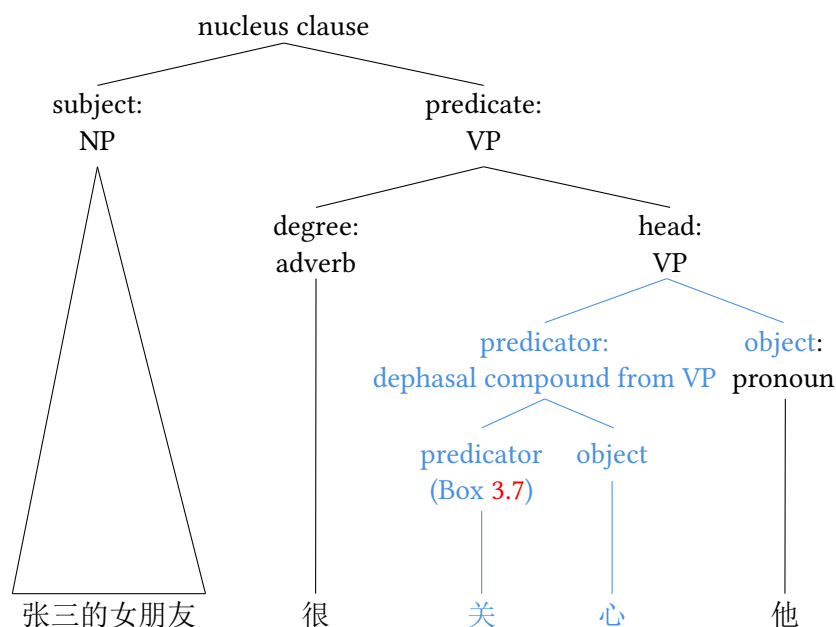 nucleus clause
subject: predicate:
NP VP
degree: head:
adverb VP
predicator: object:
dephasal compound from VP pronoun
predicator object
(Box 3.7)
张三的女朋友 很 关 心 他